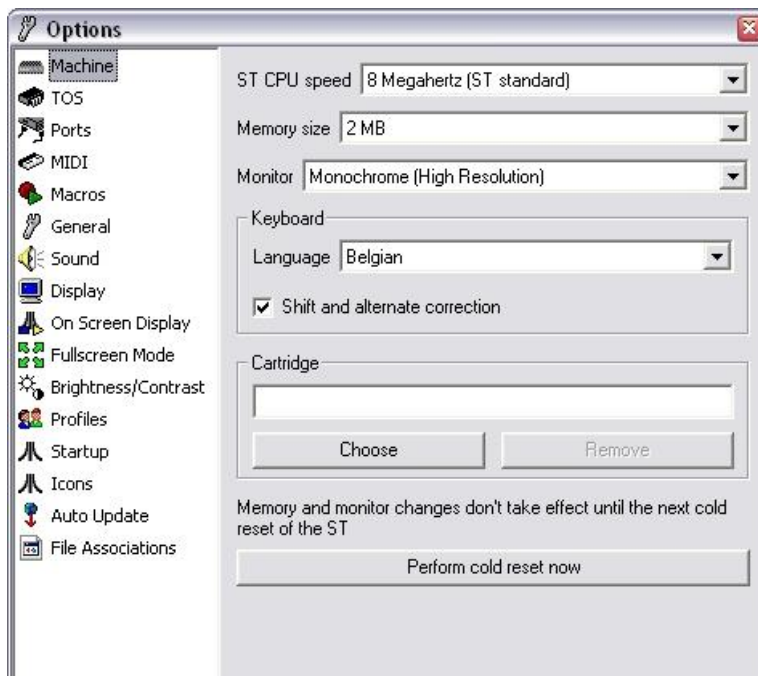 Options
Machine
TOS
Ports
MIDI
Macros
General
Sound
Display
On Screen Display
Fullscreen Mode
Brightness/Contrast
Profiles
Startup
Icons
Auto Update
File Associations
ST CPU speed 8 Megahertz (ST standard)
Memory size 2 MB
Monitor Monochrome (High Resolution)
Keyboard
Language Belgian
Shift and alternate correction
Cartridge
Choose Remove
Memory and monitor changes don't take effect until the next cold
reset of the ST
Perform cold reset now